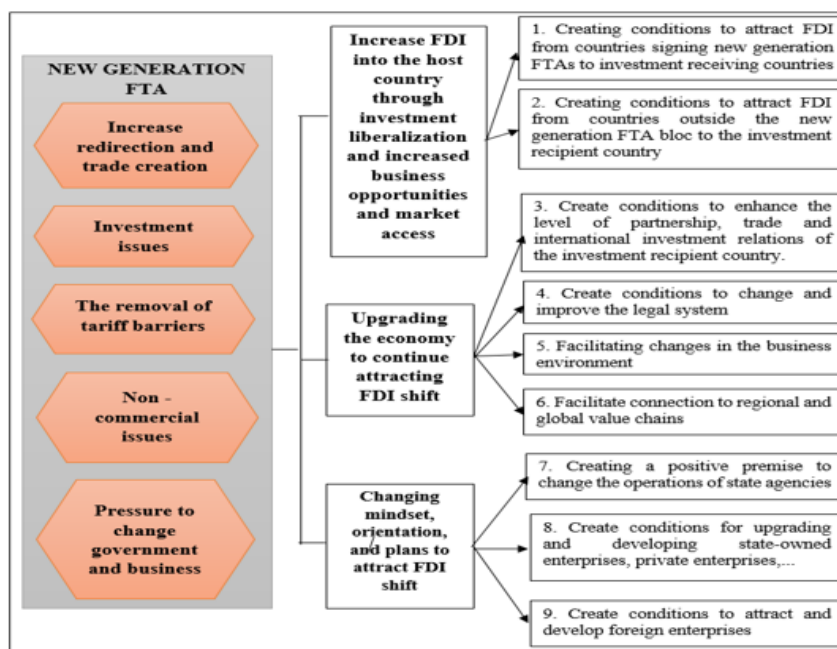 NEW GENERATION
FTA
Increase
redirection and
trade creation
Investment
issues
The removal of
tariff barriers
Non -
commercial
issues
Pressure to
change
government
and business
Increase FDI
into the host
country
through
investment
liberalization
and increased
business
opportunities
and market
access
Upgrading
the economy
to continue
attracting
FDI shift
Changing
mindset,
orientation,
and plans to
attract FDI
shift
1. Creating conditions to attract FDI
from countries signing new generation
FTAs to investment receiving countries
2. Creating conditions to attract FDI
from countries outside the new
generation FTA bloc to the investment
recipient country
3. Create conditions to enhance the
level of partnership, trade and
international investment relations of
the investment recipient country.
4. Create conditions to change and
improve the legal system
5. Facilitating changes in the business
environment
6. Facilitate connection to regional and
global value chains
7. Creating a positive premise to
change the operations of state agencies
8. Create conditions for upgrading
and developing state-owned
enterprises, private enterprises,...
9. Create conditions to attract and
develop foreign enterprises